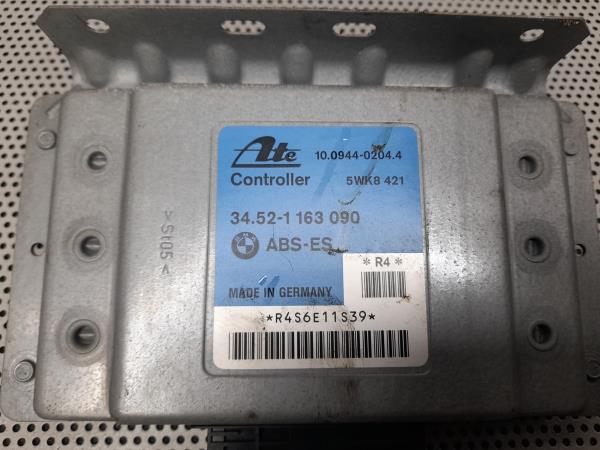 Ate 10.0944-0204.4
Controller 5WK8 421
34.52-1 163 090
ABS-ES
* R4 *
MADE IN GERMANY
*R4S6E11S39*
>St05<